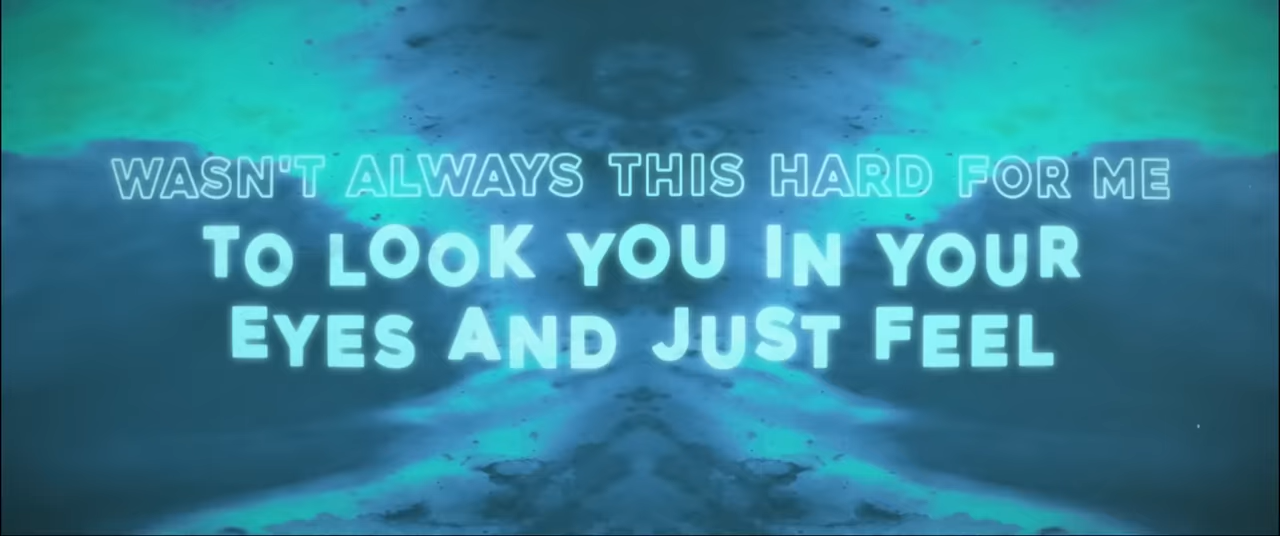 WASN'T ALWAYS THIS HARD FOR ME
TO LOOK YOU IN YOUR
EYES AND JUST FEEL